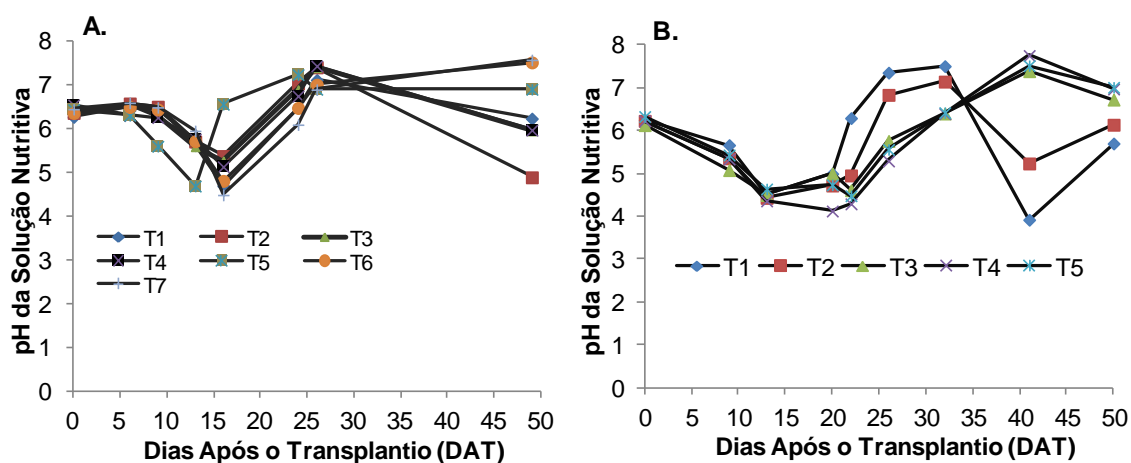 A.
pH da Solução Nutritiva
8
7
6
5
4
3
2
1
0
T1 T2 T3
T4 T5 T6
T7
0 5 10 15 20 25 30 35 40 45 50
Dias Após o Transplantio (DAT)
B.
pH da Solução Nutritiva
8
7
6
5
4
3
2
1
0
T1 T2 T3 T4 T5
0 5 10 15 20 25 30 35 40 45 50
Dias Após o Transplantio (DAT)